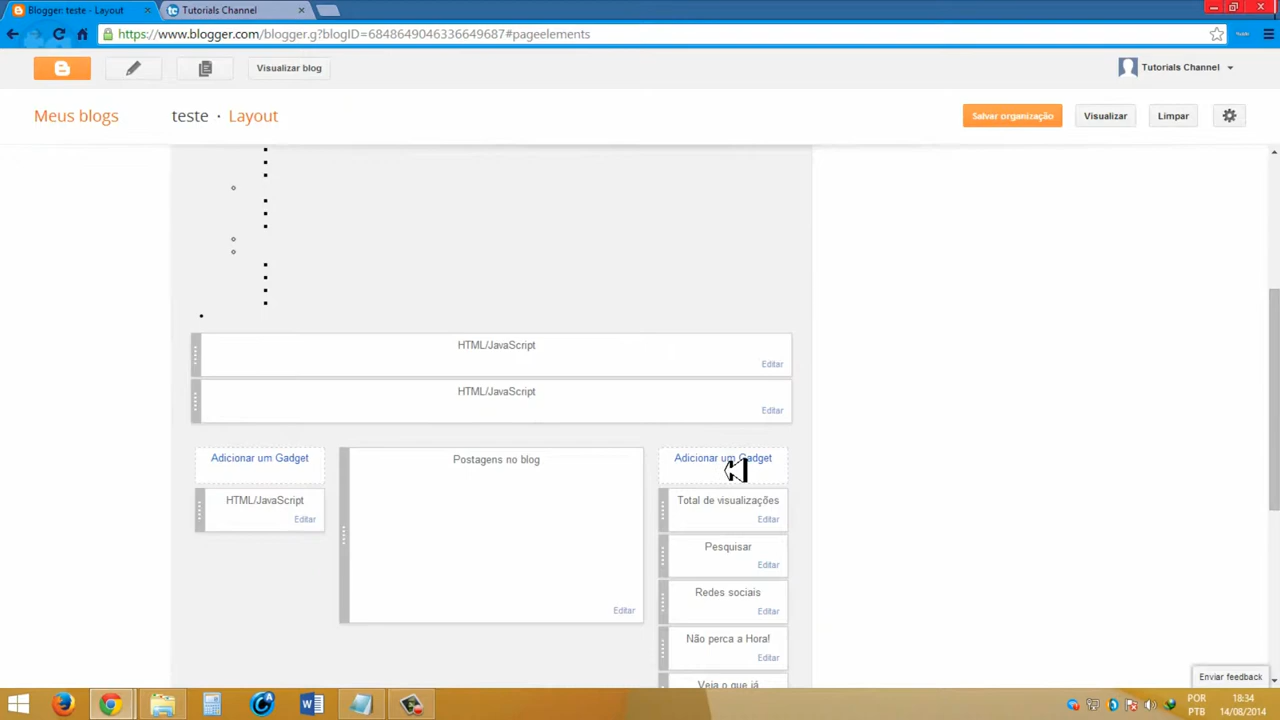 Blogger: teste - Layout
Tutorials Channel
https://www.blogger.com/blogger.g?blogID=6848649046336649687#pageelements
Visualizar blog
Tutorials Channel
Meus blogs
teste · Layout
Salvar organização
Visualizar
Limpar
HTML/JavaScript
Editar
HTML/JavaScript
Editar
Adicionar um Gadget
HTML/JavaScript
Editar
Postagens no blog
Editar
Adicionar um Gadget
Total de visualizações
Editar
Pesquisar
Editar
Redes sociais
Editar
Não perca a Hora!
Editar
Veja o que já
Enviar feedback
POR
PTB
18:34
14/08/2014